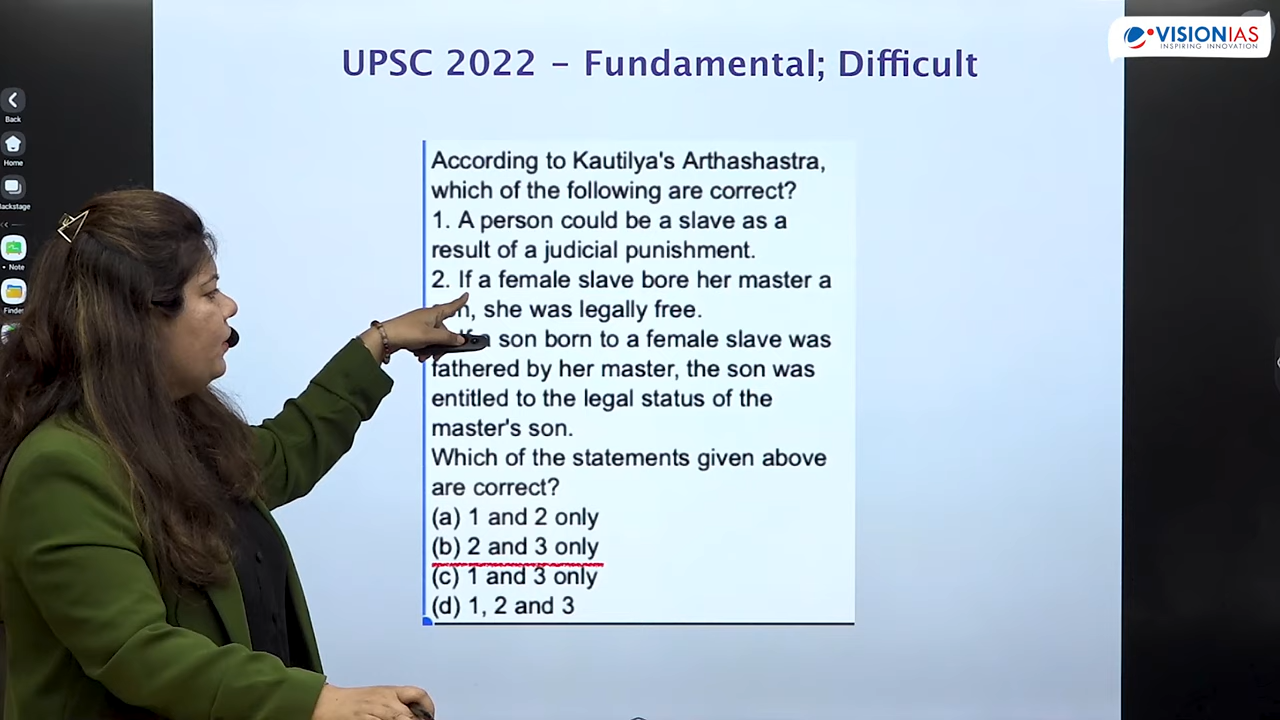 VISIONIAS
INSPIRING INNOVATION
UPSC 2022 – Fundamental; Difficult
Back
Home
Backstage
Note
According to Kautilya's Arthashastra,
which of the following are correct?
1. A person could be a slave as a
result of a judicial punishment.
2. If a female slave bore her master a
she was legally free.
son born to a female slave was
fathered by her master, the son was
entitled to the legal status of the
master's son.
Which of the statements given above
are correct?
(a) 1 and 2 only
(b) 2 and 3 only
(c) 1 and 3 only
(d) 1, 2 and 3